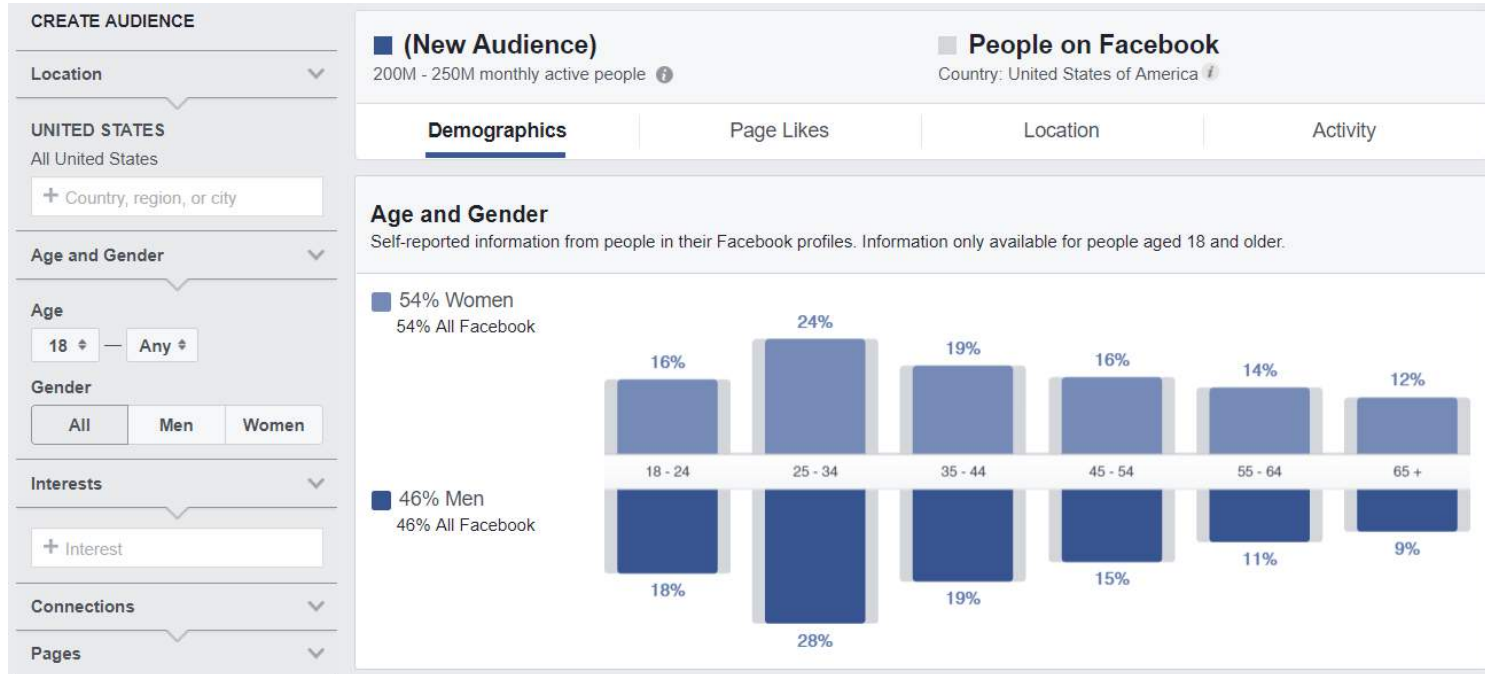 CREATE AUDIENCE
Location
UNITED STATES
All United States
+ Country, region, or city
Age and Gender
Age
18 — Any
Gender
All Men Women
Interests
+ Interest
Connections
Pages
(New Audience)
200M - 250M monthly active people i
People on Facebook
Country: United States of America i
Demographics Page Likes Location Activity
Age and Gender
Self-reported information from people in their Facebook profiles. Information only available for people aged 18 and older.
54% Women
54% All Facebook
16% 24% 19% 16% 14% 12%
18 - 24 25 - 34 35 - 44 45 - 54 55 - 64 65 +
46% Men
46% All Facebook
18% 28% 19% 15% 11% 9%